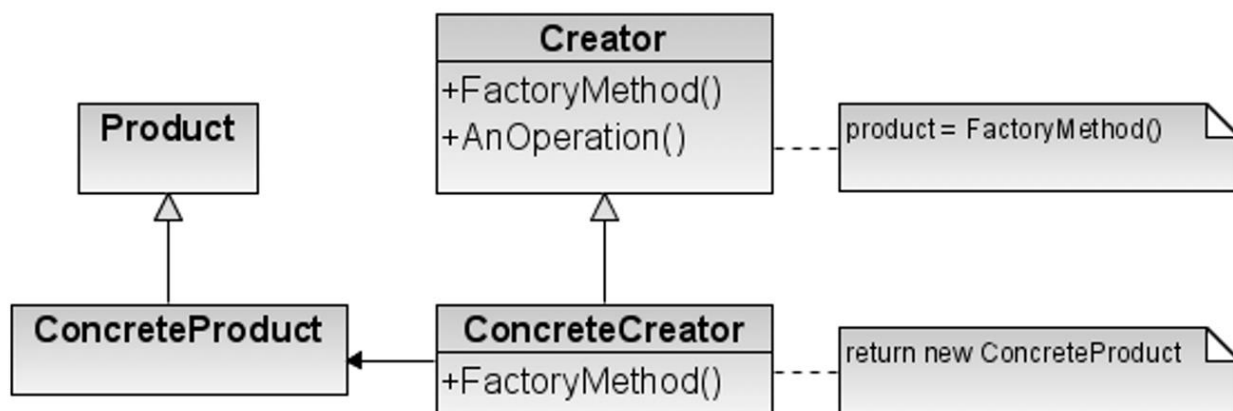 Creator
+FactoryMethod()
+AnOperation()
Product
product = FactoryMethod()
ConcreteProduct
ConcreteCreator
+FactoryMethod()
return new ConcreteProduct